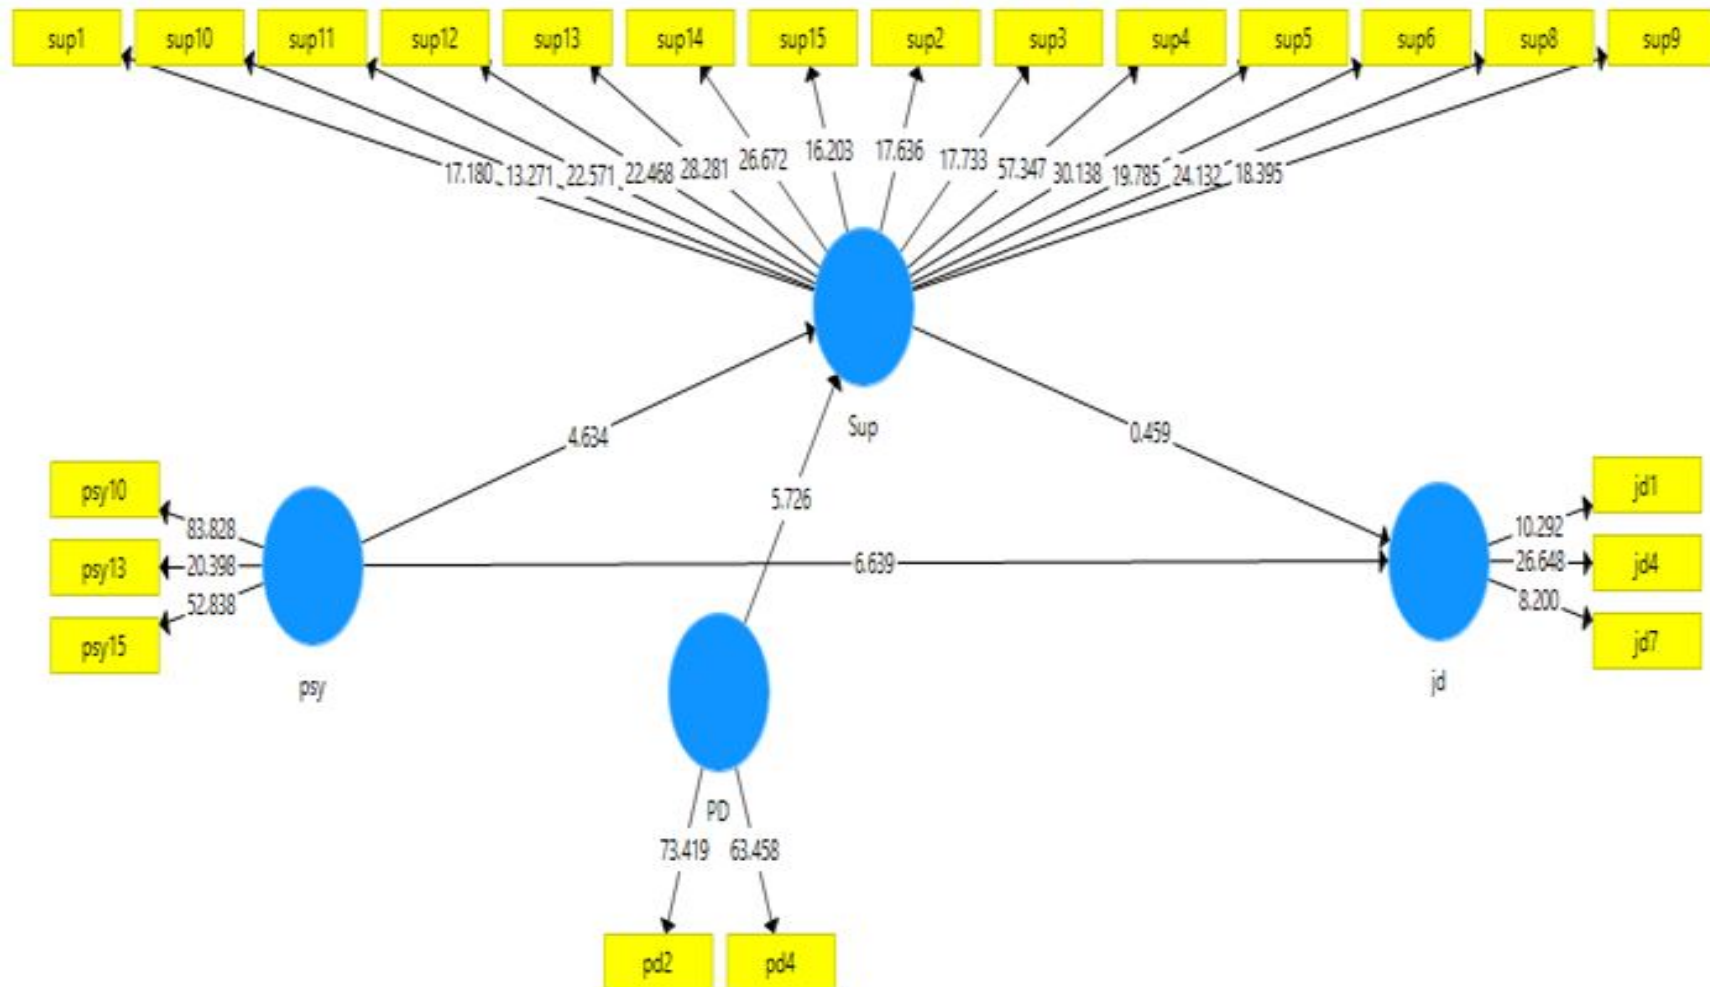 sup1 sup10 sup11 sup12 sup13 sup14 sup15 sup2 sup3 sup4 sup5 sup6 sup8 sup9
17.180 13.271 22.571 22.468 28.281 26.672 16.203 17.636 17.733 57.347 30.138 19.785 24.132 18.395
Sup
4.634
0.459
5.726
psy10
83.828
psy13
20.398
52.838
psy15
psy
6.639
jd1
10.292
26.648
jd4
8.200
jd7
jd
PD
73.419 63.458
pd2 pd4